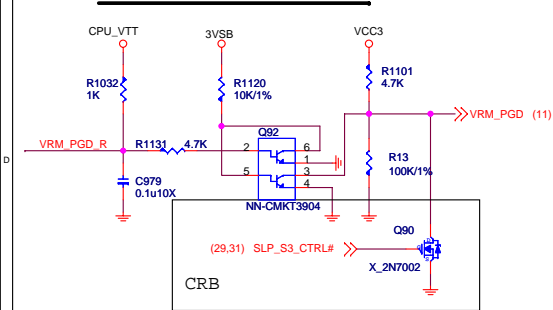 CPU_VTT 3VSB VCC3
R1032
1K
R1120
10K/1%
R1101
4.7K
VRM_PGD (11)
Q92
VRM_PGD_R R1131 4.7K 2 6
1
D
C979
0.1u10X
5 3
4
R13
100K/1%
NN-CMKT3904
Q90
(29,31) SLP_S3_CTRL#
X_2N7002
CRB